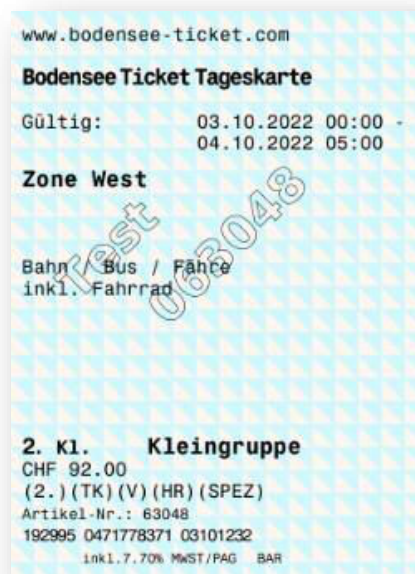 www.bodensee-ticket.com
Bodensee Ticket Tageskarte
Gültig: 03.10.2022 00:00 -
04.10.2022 05:00
Zone West
Test
063048
Bahn / Bus / Fähre
inkl. Fahrrad
2. Kl. Kleingruppe
CHF 92.00
(2.)(TK)(V)(HR)(SPEZ)
Artikel-Nr.: 63048
192995 0471778371 03101232
inkl.7.70% MWST/PAG BAR